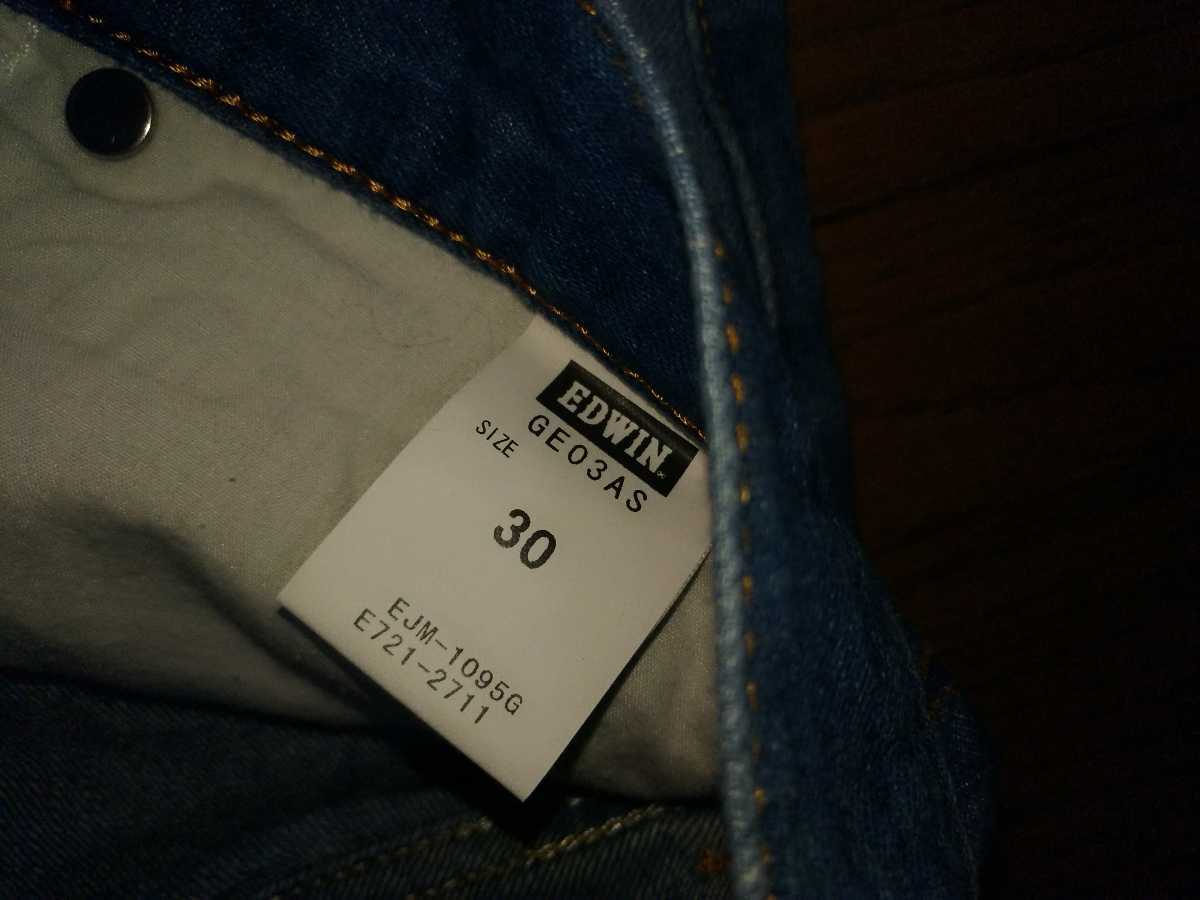 EDWIN
GE03AS
SIZE
30
EJM-1095G
E721-2711